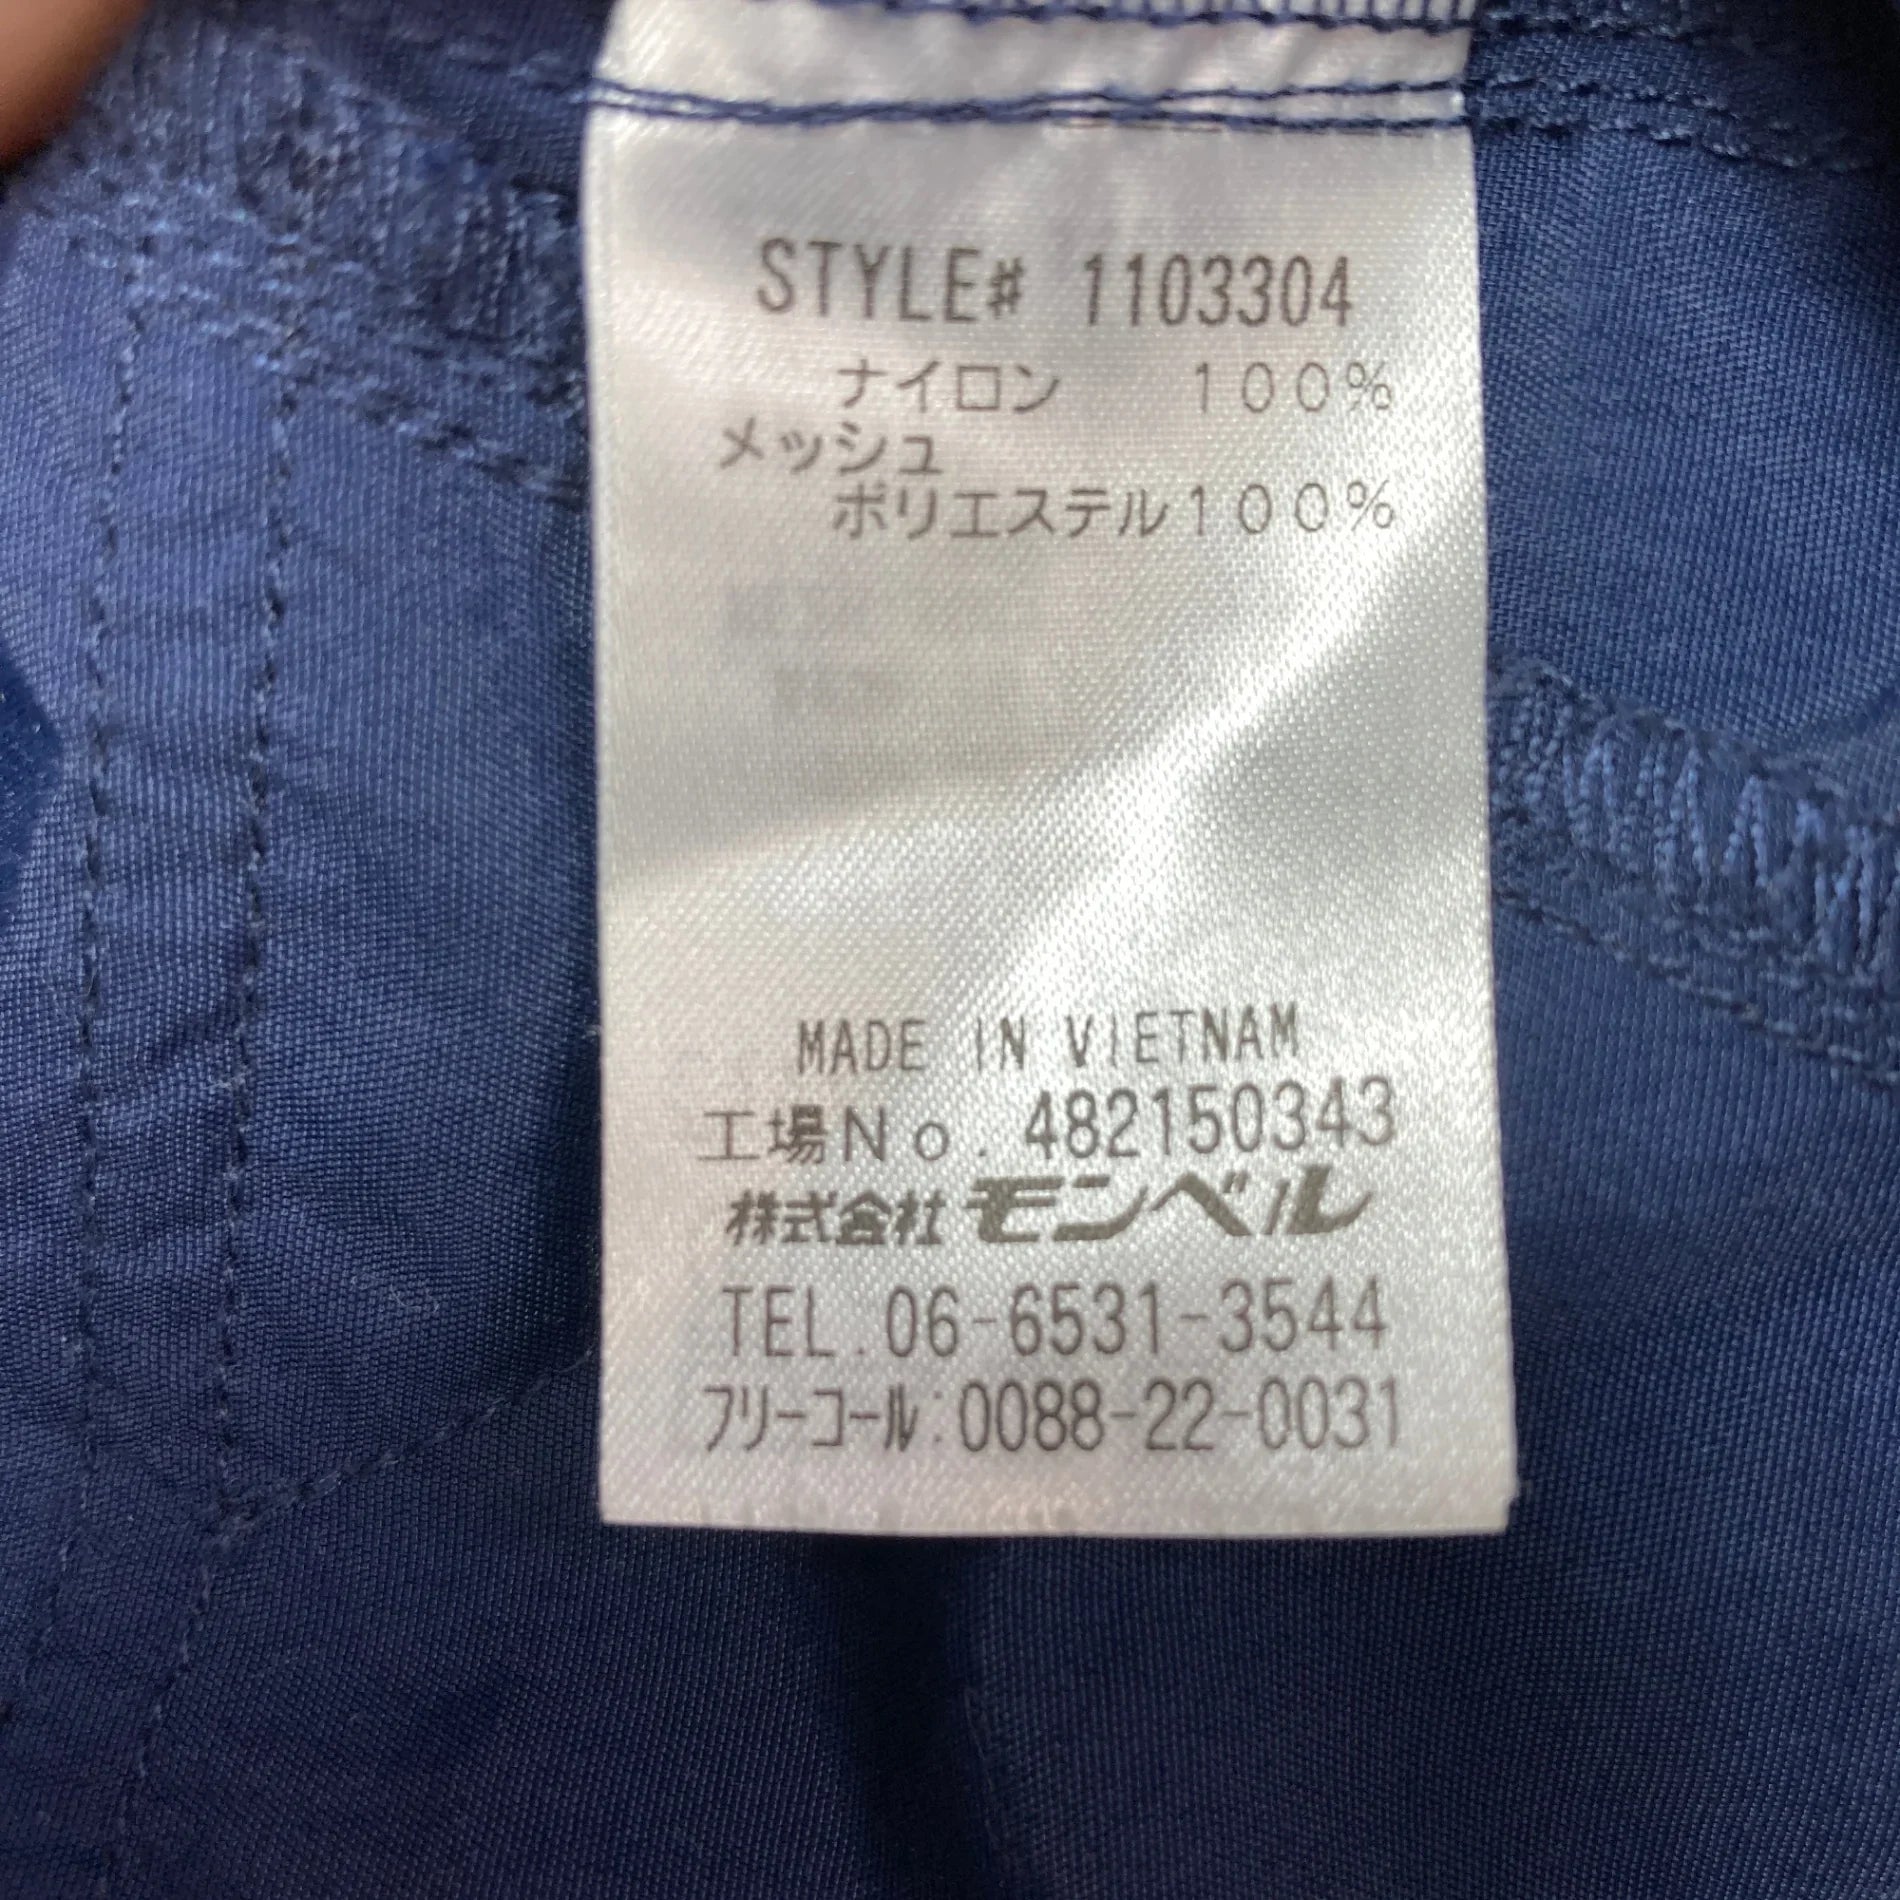 STYLE# 1103304
ナイロン 100%
メッシュ
ポリエステル100%
MADE IN VIETNAM
工場No. 482150343
株式会社モンベル
TEL.06-6531-3544
フリーコール:0088-22-0031